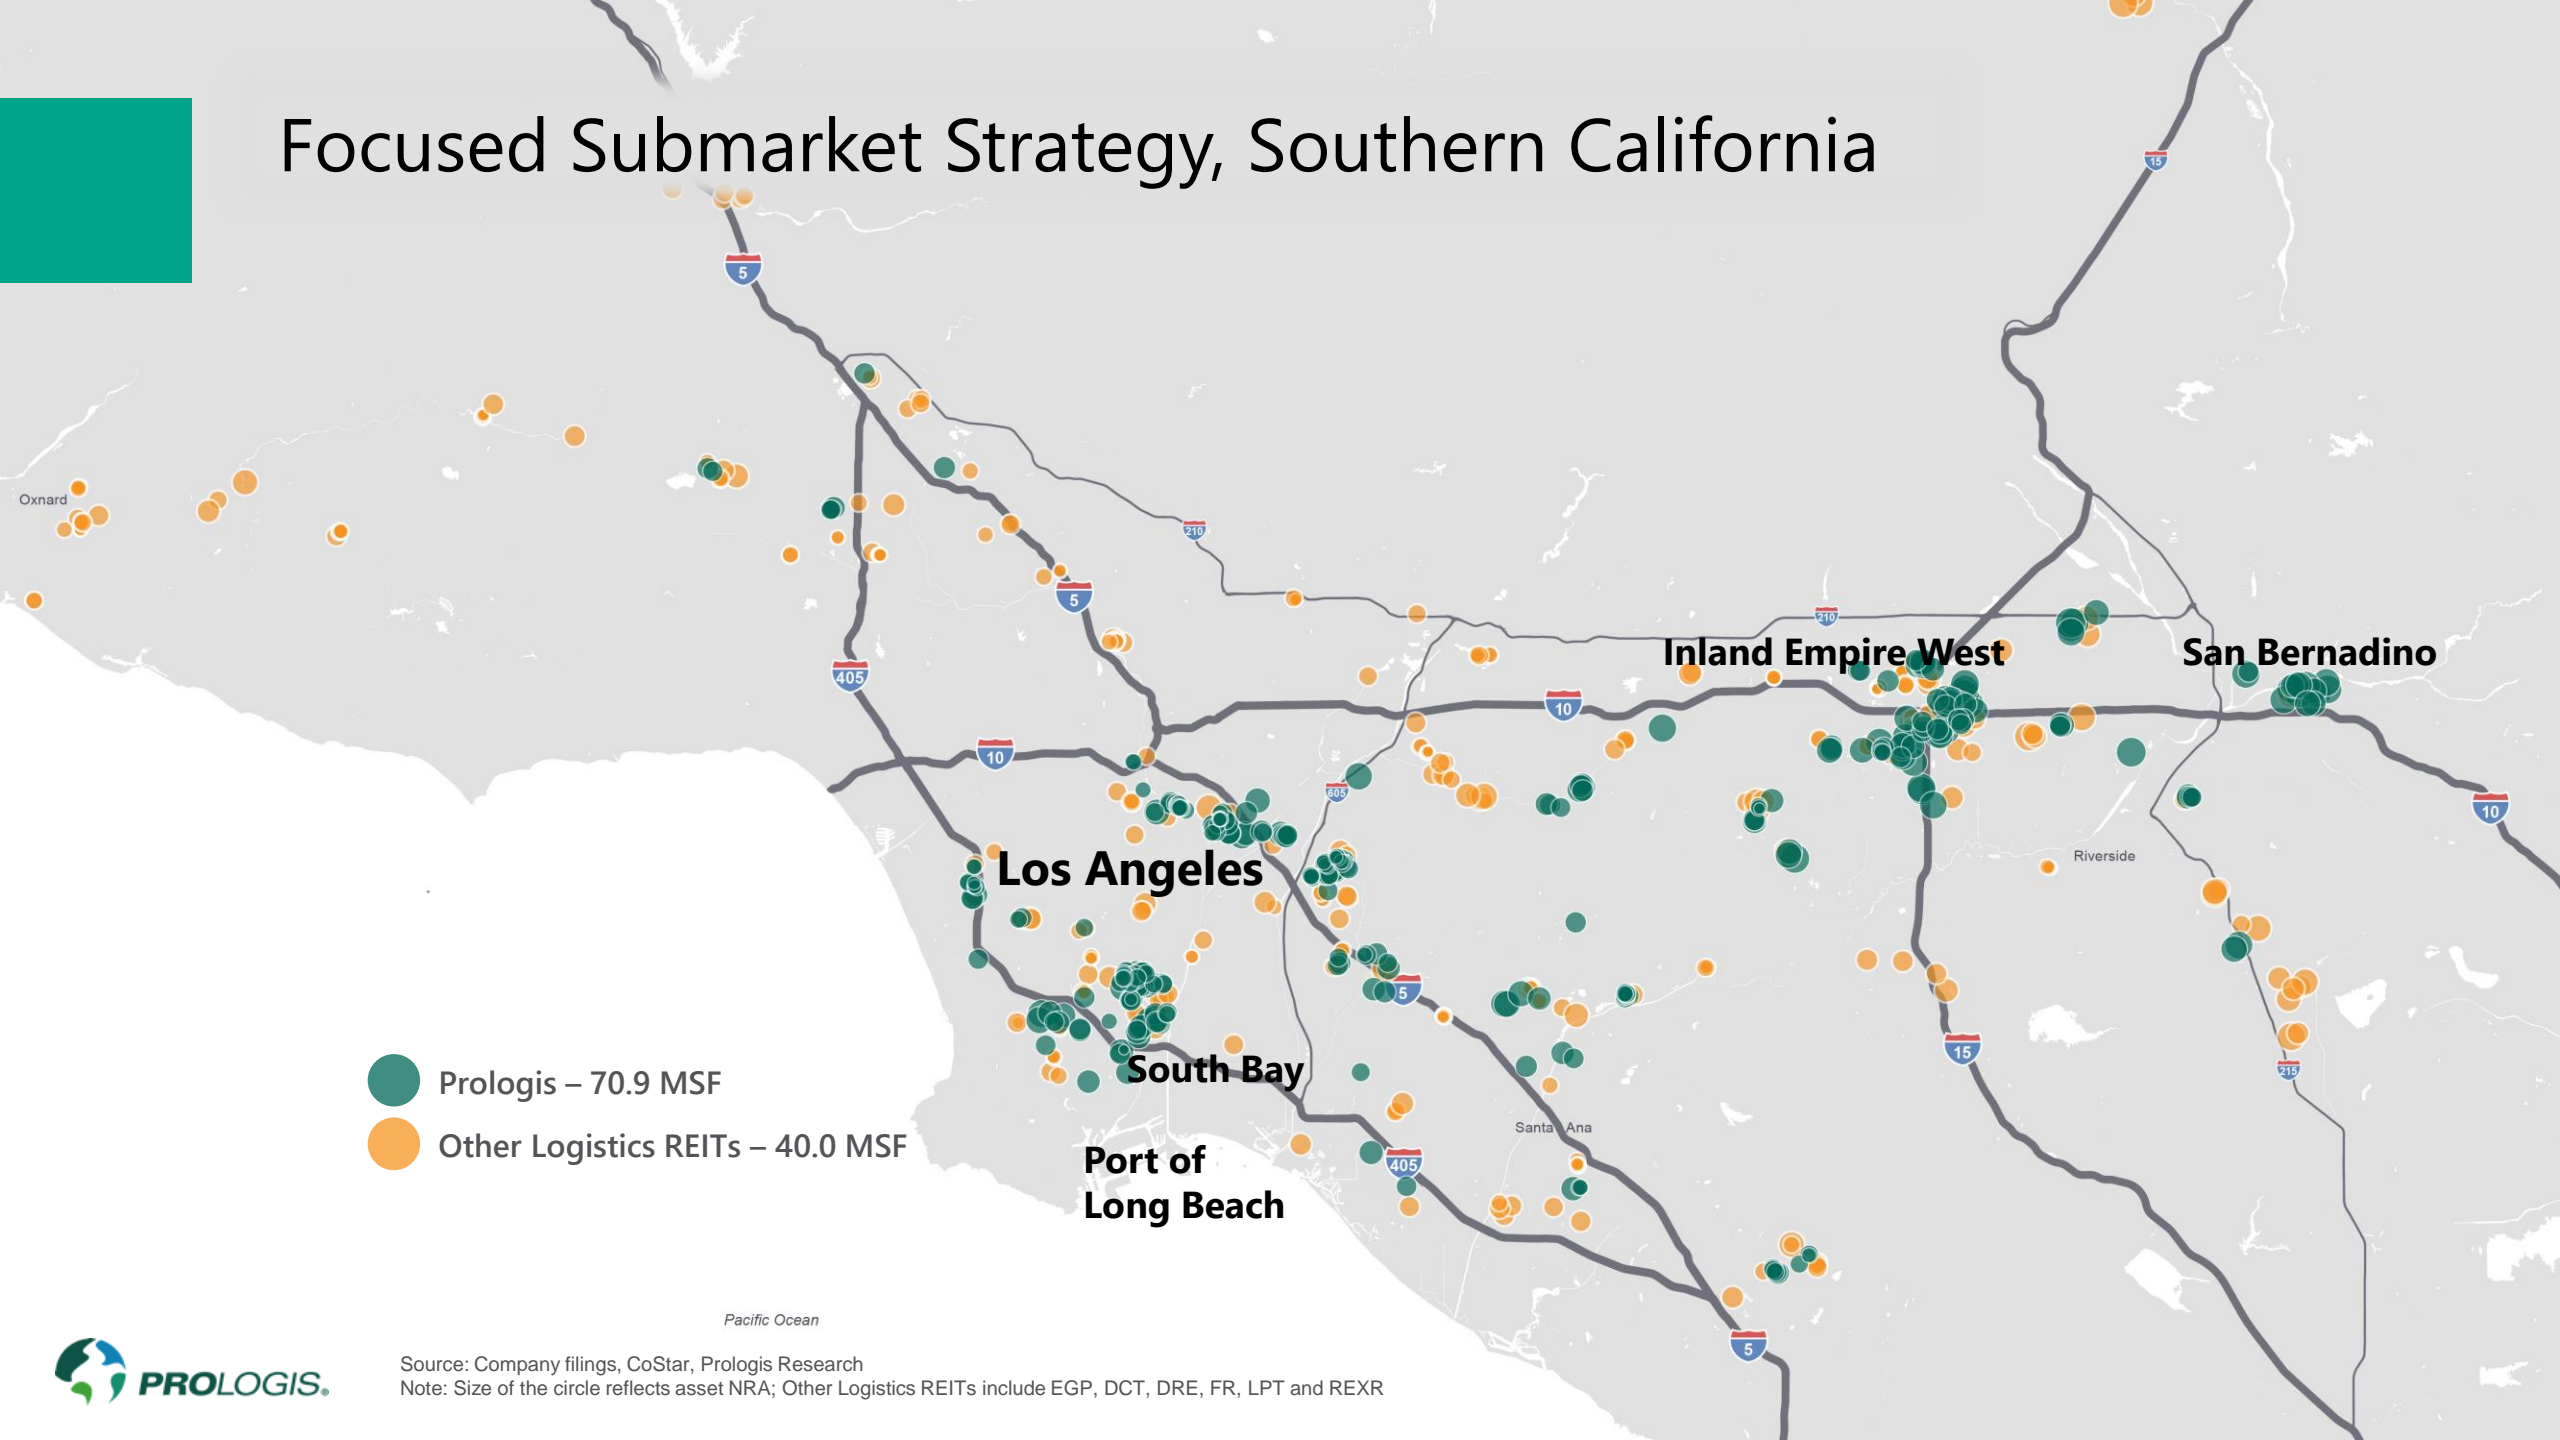 Focused Submarket Strategy, Southern California
15
5
Oxnard
210
5
210
Inland Empire West
San Bernadino
405
10
10
605
10
Los Angeles
Riverside
5
15
South Bay
215
Prologis – 70.9 MSF
Other Logistics REITs – 40.0 MSF
Santa Ana
Port of
Long Beach
405
Pacific Ocean
5
PROLOGIS®
Source: Company filings, CoStar, Prologis Research
Note: Size of the circle reflects asset NRA; Other Logistics REITs include EGP, DCT, DRE, FR, LPT and REXR